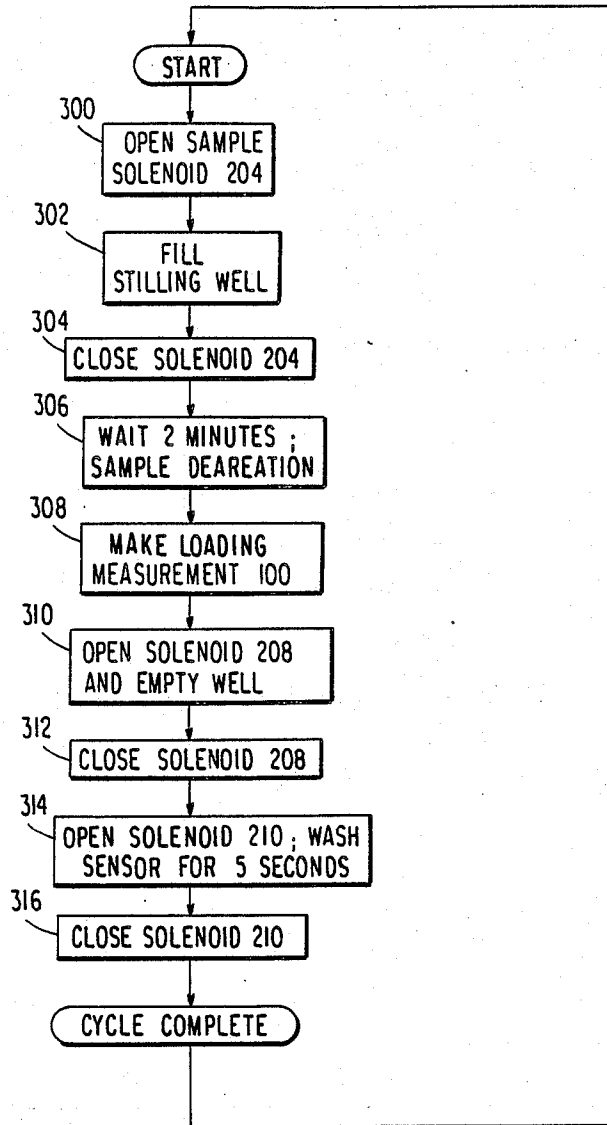 START
300
OPEN SAMPLE
SOLENOID 204
302
FILL
STILLING WELL
304
CLOSE SOLENOID 204
306
WAIT 2 MINUTES ;
SAMPLE DEAREATION
308
MAKE LOADING
MEASUREMENT 100
310
OPEN SOLENOID 208
AND EMPTY WELL
312
CLOSE SOLENOID 208
314
OPEN SOLENOID 210 ; WASH
SENSOR FOR 5 SECONDS
316
CLOSE SOLENOID 210
CYCLE COMPLETE